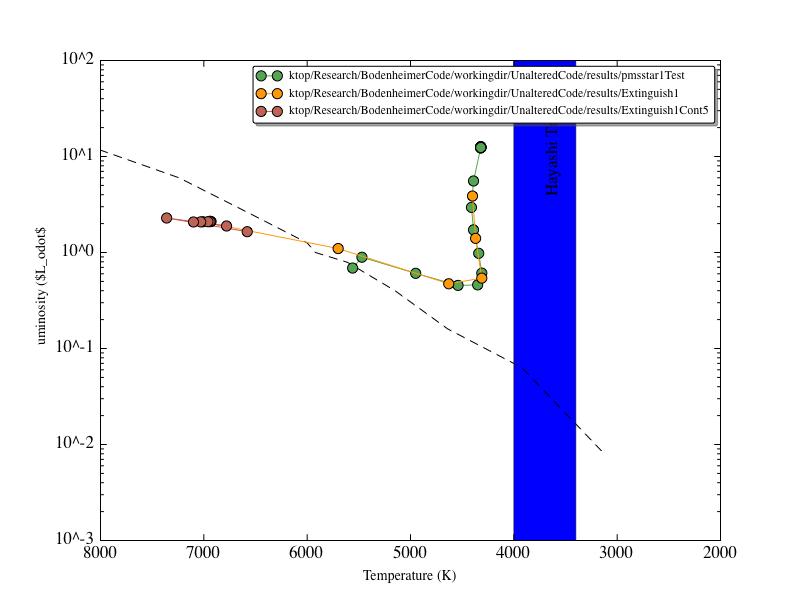 10^2
ktop/Research/BodenheimerCode/workingdir/UnalteredCode/results/pmsstar1Test
ktop/Research/BodenheimerCode/workingdir/UnalteredCode/results/Extinguish1
ktop/Research/BodenheimerCode/workingdir/UnalteredCode/results/Extinguish1Cont5
Hayashi
10^1
10^0
10^-1
10^-2
10^-3
uminosity ($L_odot$
8000 7000 6000 5000 4000 3000 2000
Temperature (K)